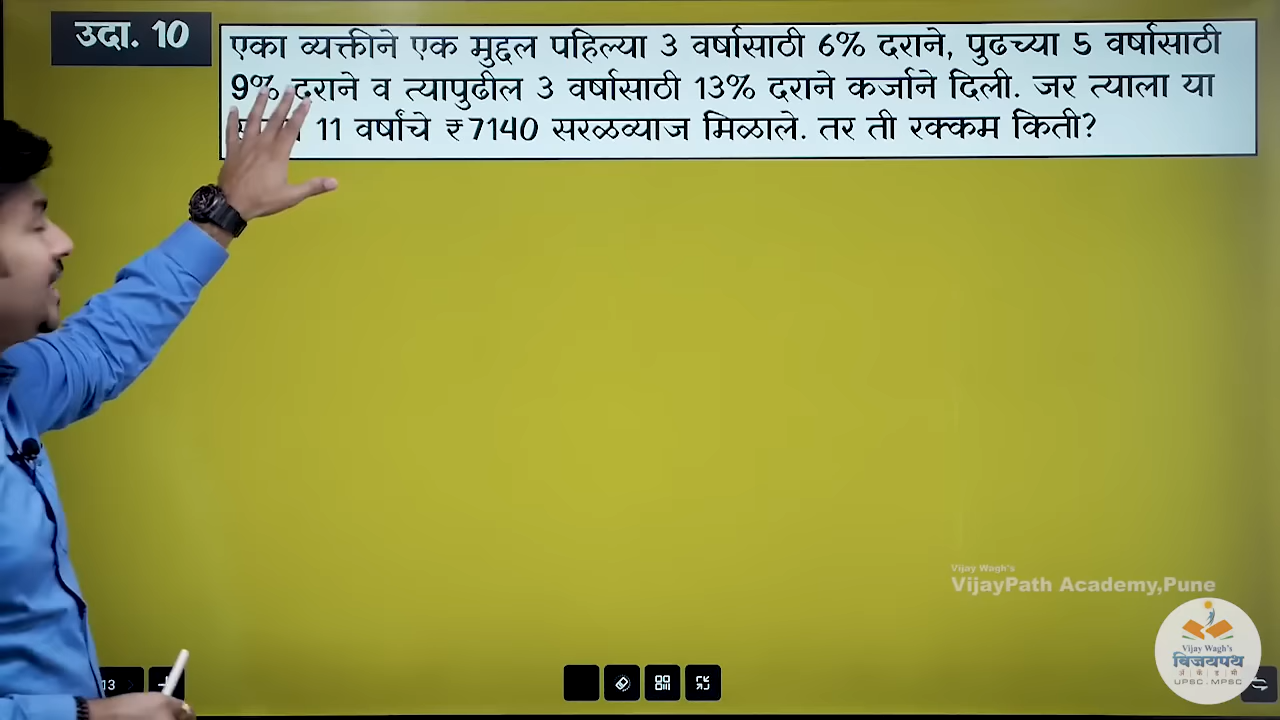 उदा. 10
एका व्यक्तीने एक मुद्दल पहिल्या 3 वर्षासाठी 6% दराने, पुढच्या 5 वर्षासाठी
9% दराने व त्यापुढील 3 वर्षासाठी 13% दराने कर्जाने दिली. जर त्याला या
11 वर्षांचे ₹7140 सरळव्याज मिळाले. तर ती रक्कम किती?
Vijay Wagh's
VijayPath Academy,Pune
Vijay Wagh's
विजयपथ
UPSC - MPSC
13